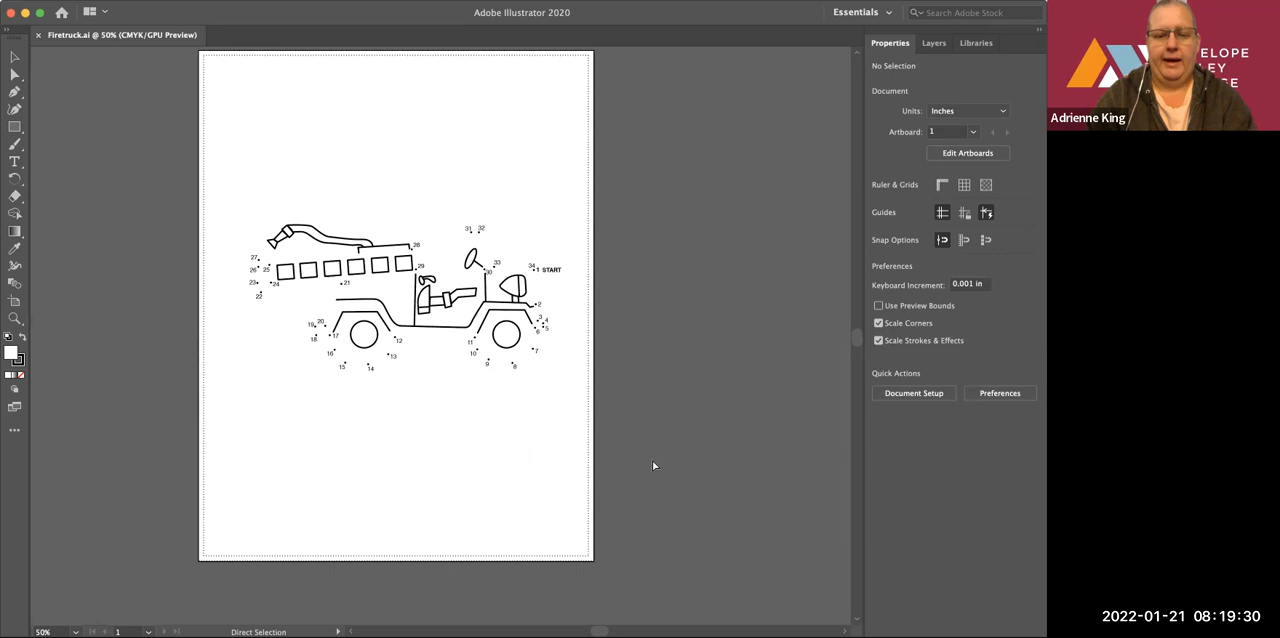 Adobe Illustrator 2020
Essentials
Search Adobe Stock
× Firetruck.ai @ 50% (CMYK/GPU Preview)
Properties Layers Libraries
No Selection
Document
Units: Inches
Artboard: 1
Edit Artboards
Ruler & Grids
Guides
Snap Options
Preferences
Keyboard Increment: 0.001 in
Use Preview Bounds
Scale Corners
Scale Strokes & Effects
Quick Actions
Document Setup Preferences
31 32
28
27
26 25
29
33
30
34 1 START
23 24
22
21
2
3 4
5
6
19 20
18 17
12
11
16
13
10
7
15
14
9
8
50% 1 Direct Selection
ELOPE
LEY
GE
Adrienne King
2022-01-21 08:19:30